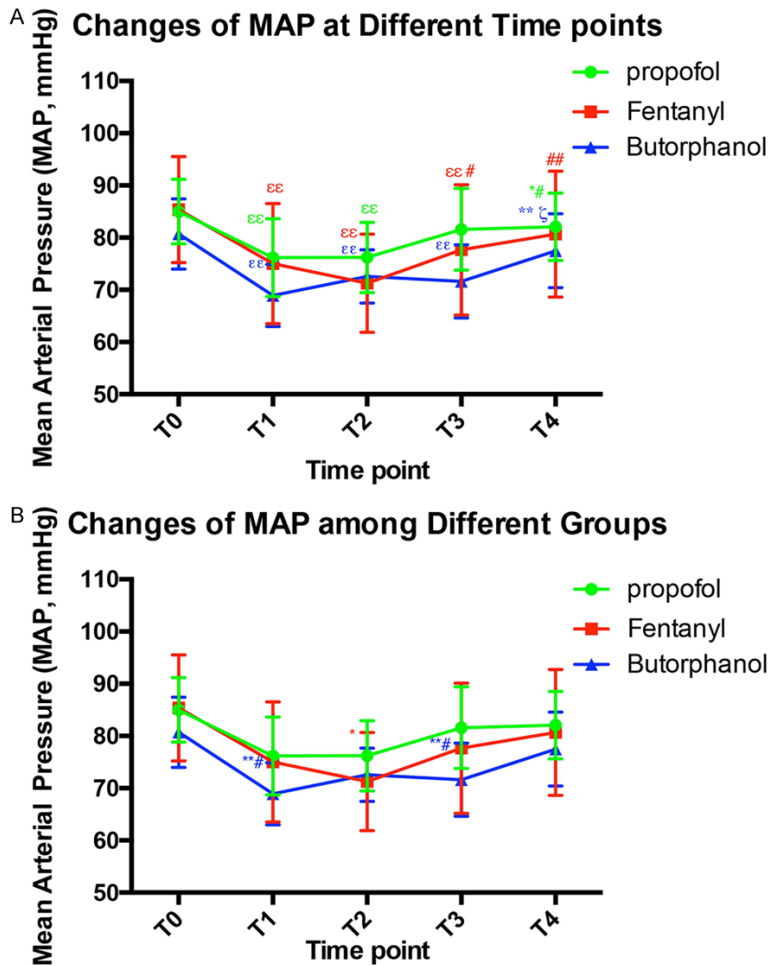 A
Changes of MAP at Different Time points
Mean Arterial Pressure (MAP, mmHg)
110
100
90
80
70
60
50
propofol
Fentanyl
Butorphanol
εε
εε
εε
εε
εε
εε
εε #
εε
##
*#
** ζ
T0
T1
T2
T3
T4
Time point
B
Changes of MAP among Different Groups
Mean Arterial Pressure (MAP, mmHg)
110
100
90
80
70
60
50
propofol
Fentanyl
Butorphanol
**#
*
**#
T0
T1
T2
T3
T4
Time point